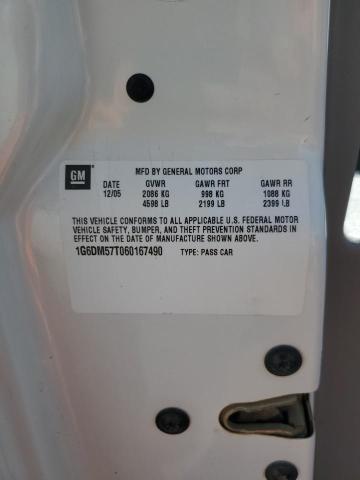 GM
MFD BY GENERAL MOTORS CORP
DATE GVWR GAWR FRT GAWR RR
12/05 2086 KG 998 KG 1088 KG
4598 LB 2199 LB 2399 LB
THIS VEHICLE CONFORMS TO ALL APPLICABLE U.S. FEDERAL MOTOR
VEHICLE SAFETY, BUMPER, AND THEFT PREVENTION STANDARDS IN
EFFECT ON THE DATE OF MANUFACTURE SHOWN ABOVE.
1G6DM57T060167490 TYPE: PASS CAR